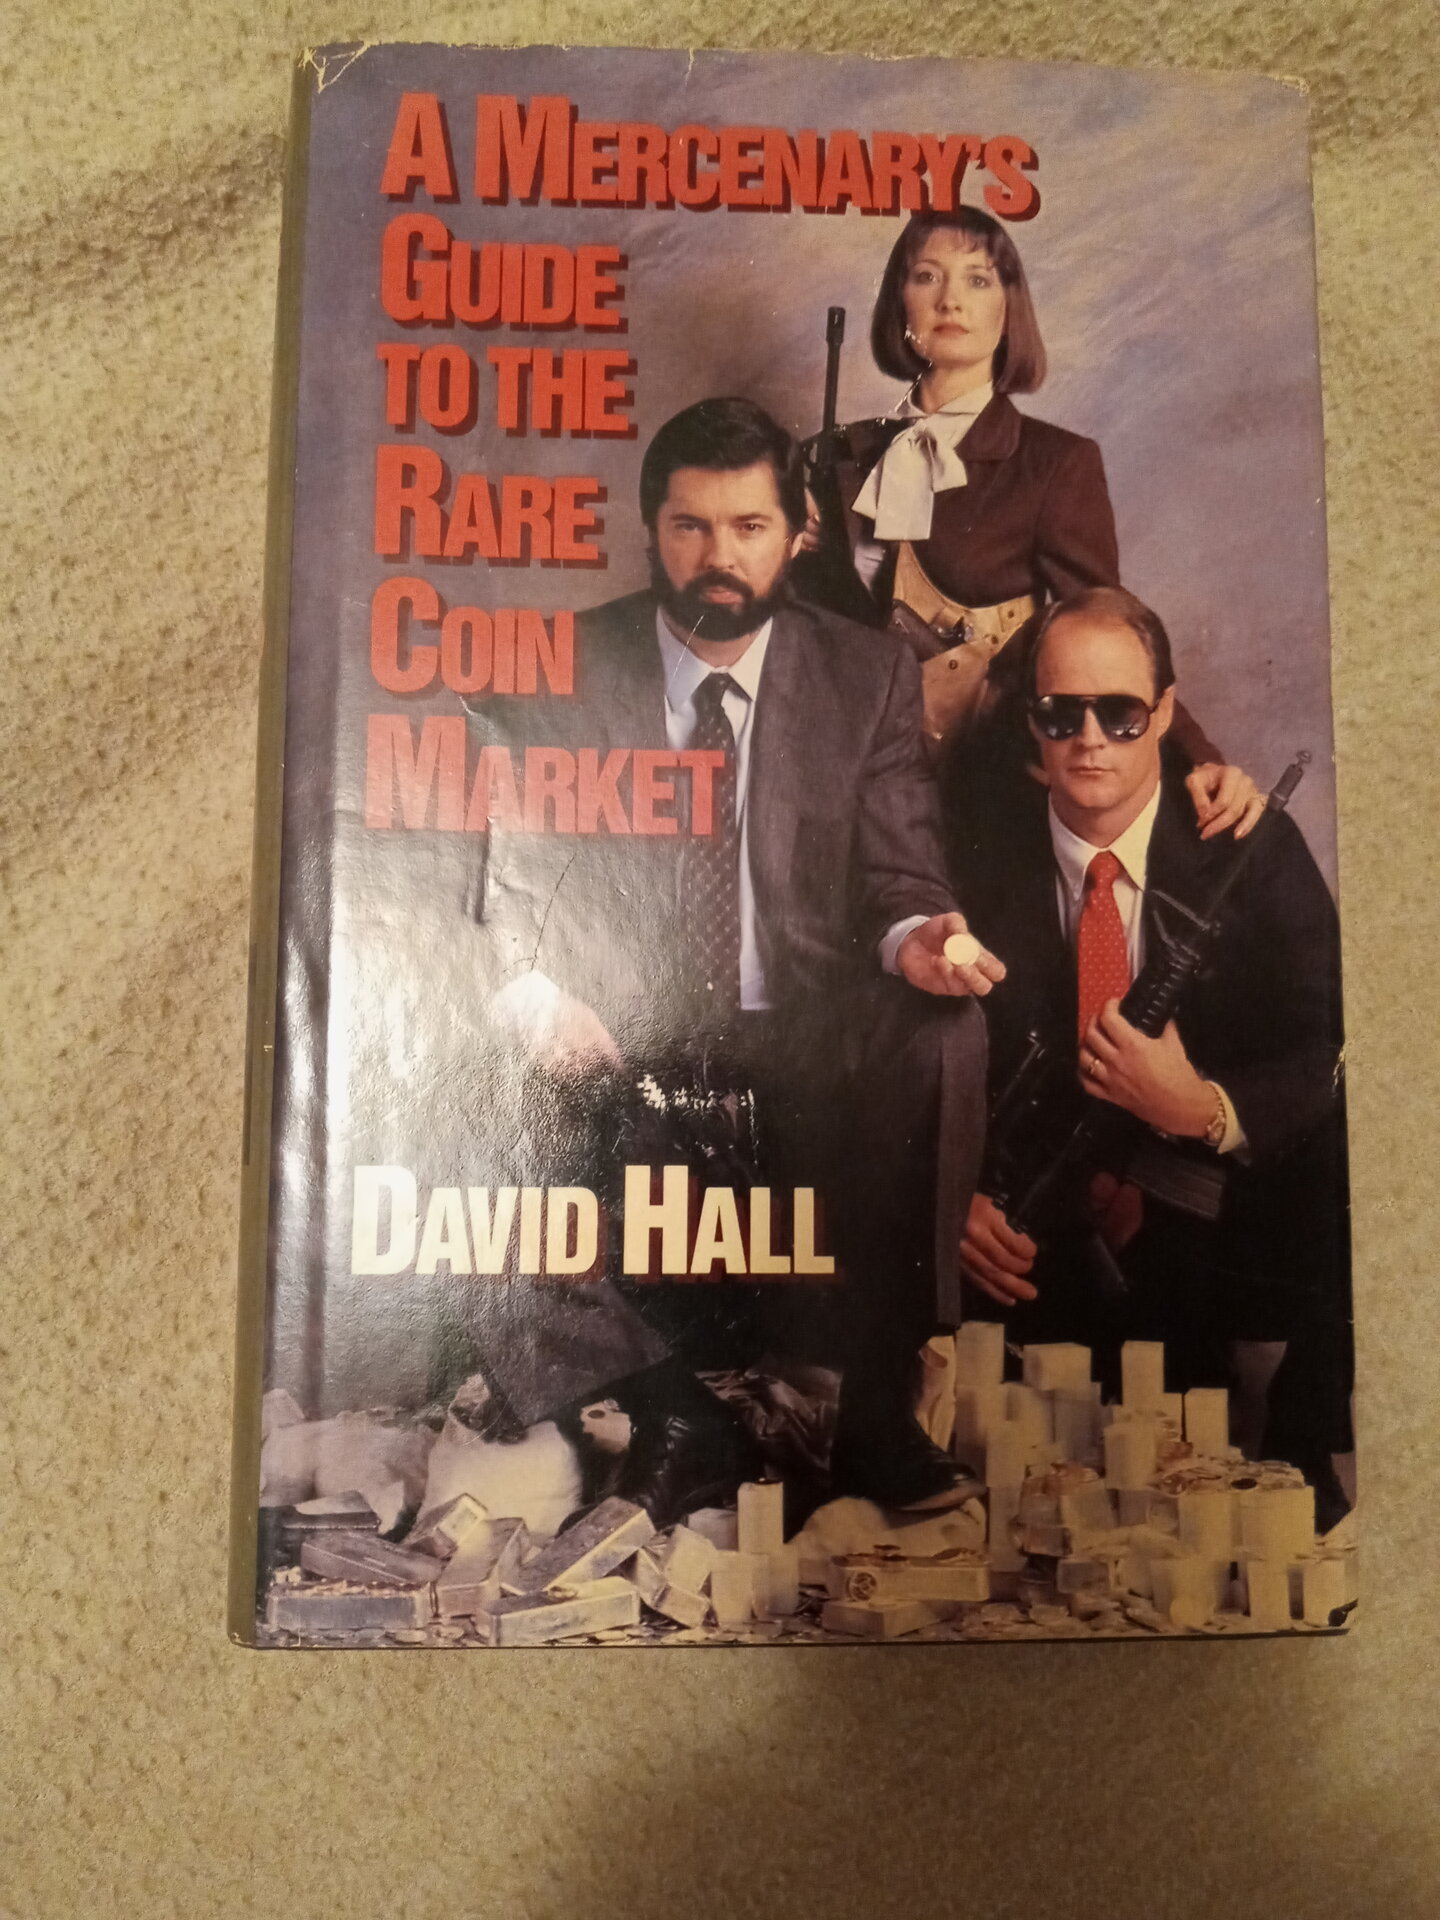 A MERCENARY'S
GUIDE
TO THE
RARE
COIN
MARKET
DAVID HALL